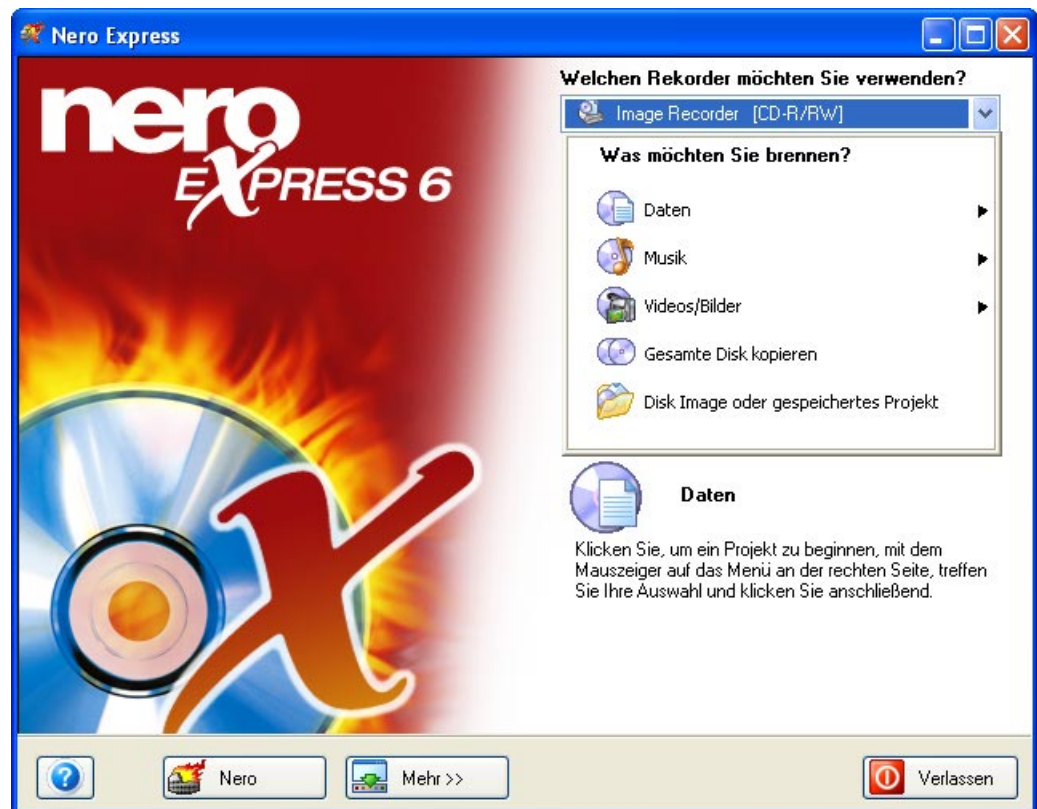 Nero Express
nero
EXPRESS 6
Welchen Rekorder möchten Sie verwenden?
Image Recorder [CD-R/RW]
Was möchten Sie brennen?
Daten
Musik
Videos/Bilder
Gesamte Disk kopieren
Disk Image oder gespeichertes Projekt
Daten
Klicken Sie, um ein Projekt zu beginnen, mit dem
Mauszeiger auf das Menü an der rechten Seite, treffen
Sie Ihre Auswahl und klicken Sie anschließend.
? Nero Mehr >> Verlassen